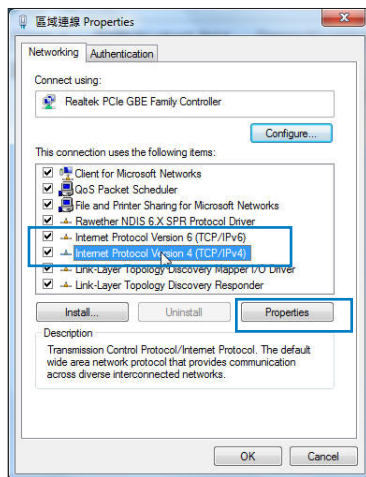 區域連線 Properties
Networking
Authentication
Connect using:
Realtek PCIe GBE Family Controller
Configure...
This connection uses the following items:
Client for Microsoft Networks
QoS Packet Scheduler
File and Printer Sharing for Microsoft Networks
Rawether NDIS 6.X SPR Protocol Driver
Internet Protocol Version 6 (TCP/IPv6)
Internet Protocol Version 4 (TCP/IPv4)
Link-Layer Topology Discovery Mapper I/O Driver
Link-Layer Topology Discovery Responder
Install...
Uninstall
Properties
Description
Transmission Control Protocol/Internet Protocol. The default
wide area network protocol that provides communication
across diverse interconnected networks.
OK
Cancel